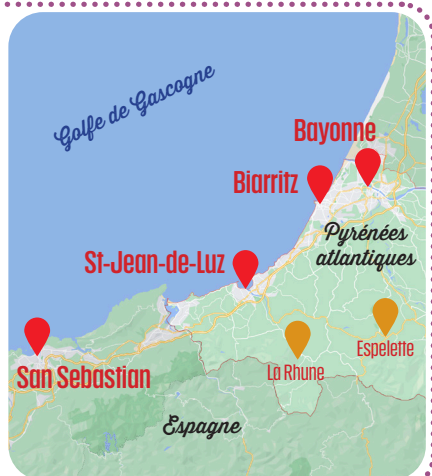 Golfe de Gascogne
Bayonne
Biarritz
Pyrénées
atlantiques
St-Jean-de-Luz
Espelette
La Rhune
San Sebastian
Espagne